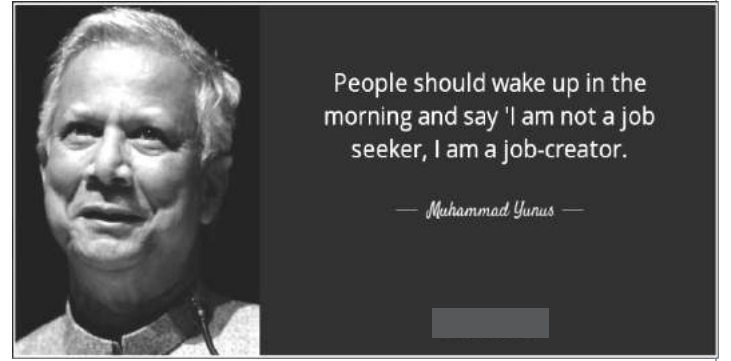 People should wake up in the
morning and say 'I am not a job
seeker, I am a job-creator.
— Muhammad Yunus —